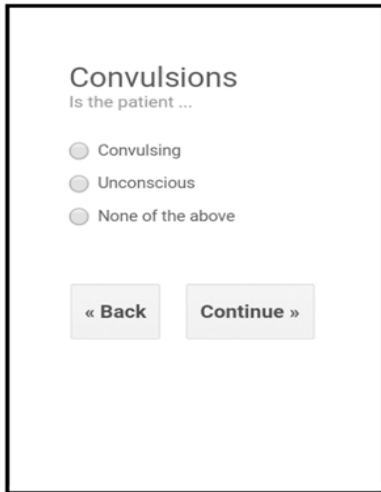 Convulsions
Is the patient ...
Convulsing
Unconscious
None of the above
« Back Continue »